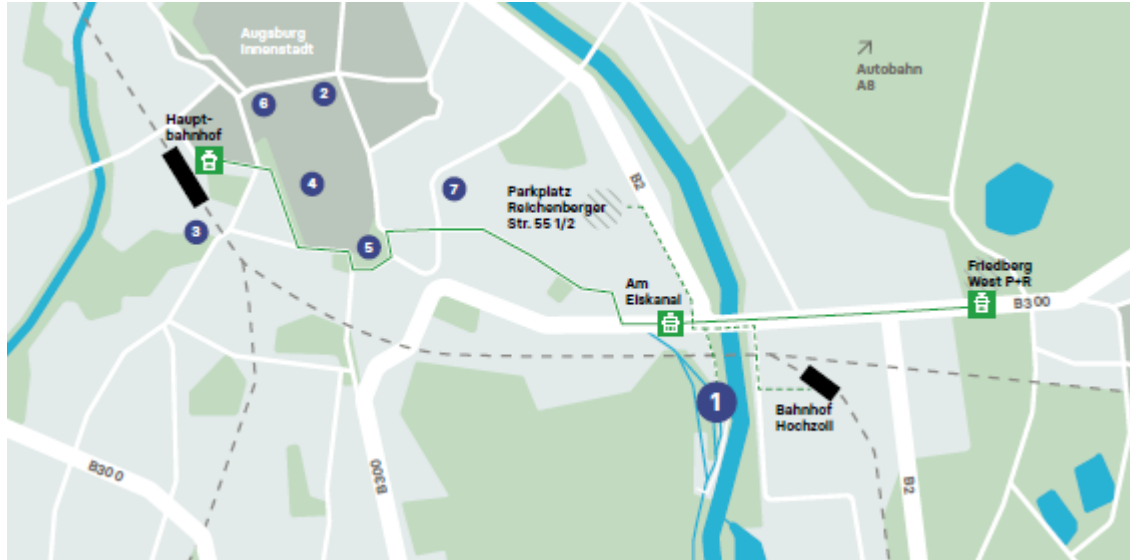 Augsburg
Innenstadt
Autobahn
A8
2
6
Haupt-
bahnhof
4
7
B2
Parkplatz
Reichenberger
Str. 55 1/2
3
5
Friedberg
West P+R
Am
Eiskanal
B300
1
Bahnhof
Hochzoll
B300
B300
B2